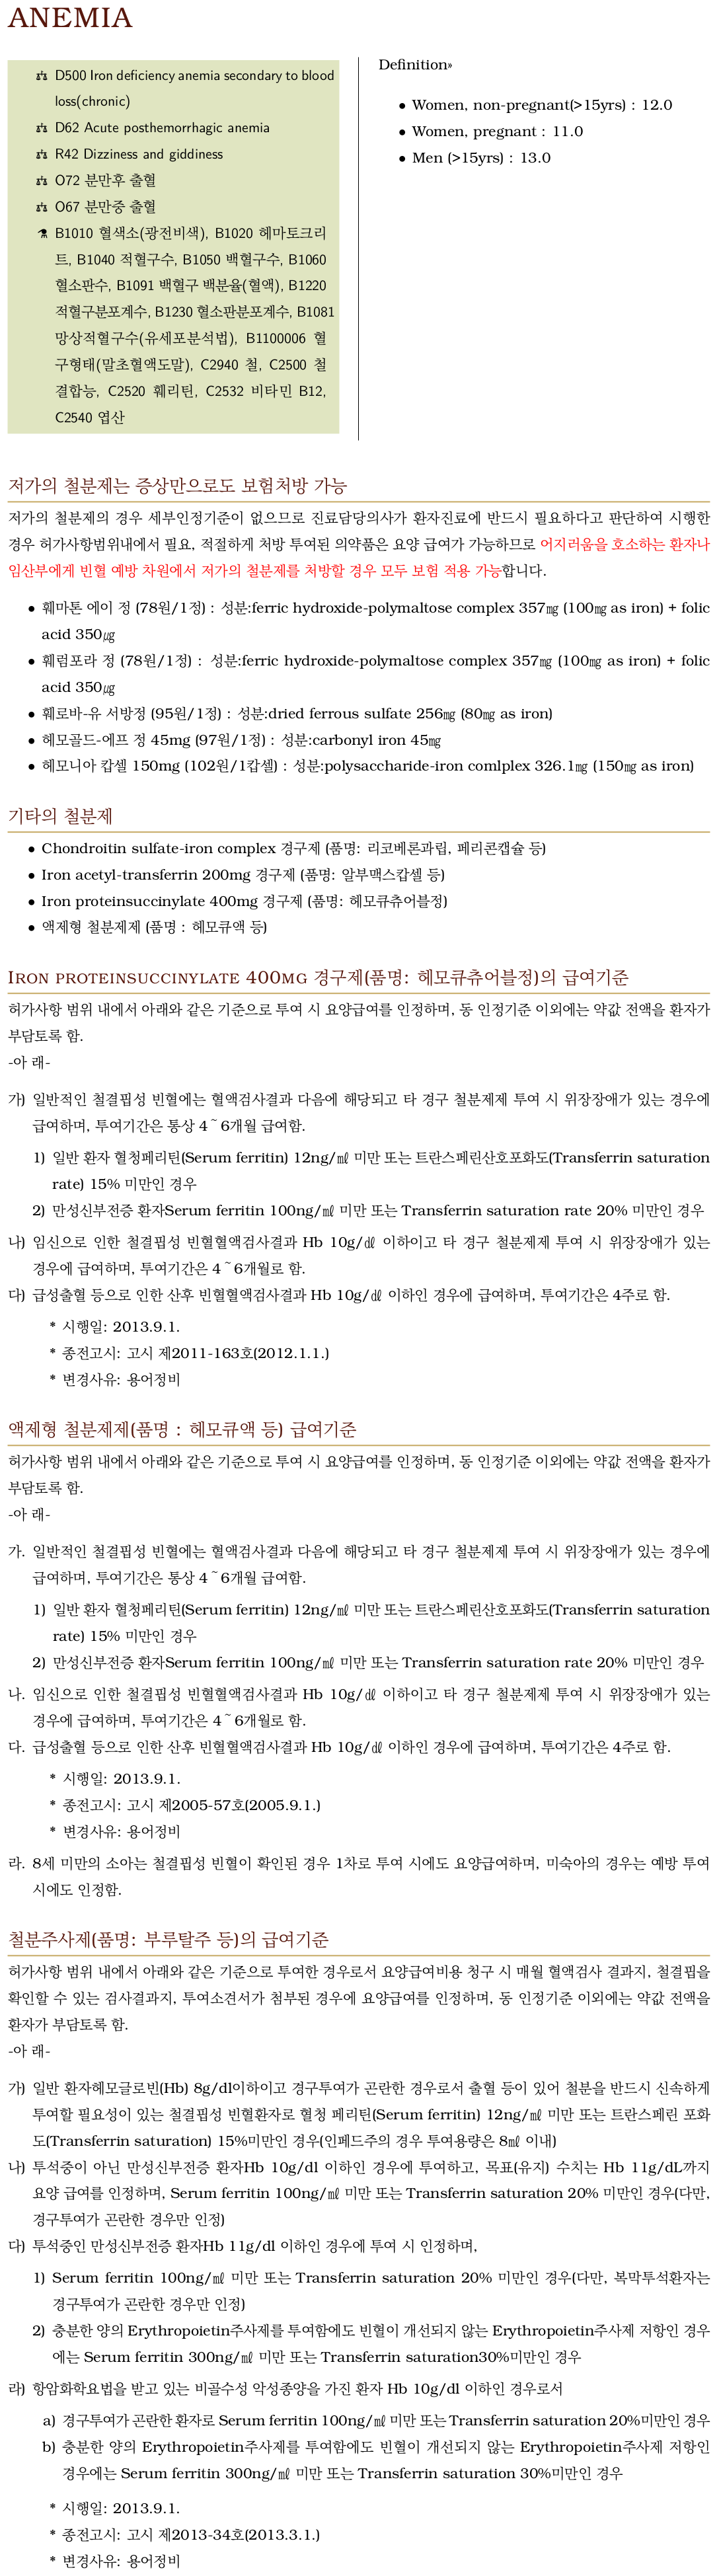 ANEMIA
D500 Iron deficiency anemia secondary to blood
loss(chronic)
D62 Acute posthemorrhagic anemia
R42 Dizziness and giddiness
O72 분만후 출혈
O67 분만중 출혈
B1010 혈색소(광전비색), B1020 헤마토크리
트, B1040 적혈구수, B1050 백혈구수, B1060
혈소판수, B1091 백혈구 백분율(혈액), B1220
적혈구분포계수, B1230 혈소판분포계수, B1081
망상적혈구수(유세포분석법), B1100006 혈
구형태(말초혈액도말), C2940 철, C2500 철
결합능, C2520 훼리틴, C2532 비타민 B12,
C2540 엽산
Definition»
• Women, non-pregnant(>15yrs) : 12.0
• Women, pregnant : 11.0
• Men (>15yrs) : 13.0
저가의 철분제는 증상만으로도 보험처방 가능
저가의 철분제의 경우 세부인정기준이 없으므로 진료담당의사가 환자진료에 반드시 필요하다고 판단하여 시행한
경우 허가사항범위내에서 필요, 적절하게 처방 투여된 의약품은 요양 급여가 가능하므로 어지러움을 호소하는 환자나
임산부에게 빈혈 예방 차원에서 저가의 철분제를 처방할 경우 모두 보험 적용 가능합니다.
• 훼마톤 에이 정 (78원/1정) : 성분:ferric hydroxide-polymaltose complex 357㎎ (100㎎ as iron) + folic
acid 350㎍
• 훼럼포라 정 (78원/1정) : 성분:ferric hydroxide-polymaltose complex 357㎎ (100㎎ as iron) + folic
acid 350㎍
• 훼로바-유 서방정 (95원/1정) : 성분:dried ferrous sulfate 256㎎ (80㎎ as iron)
• 헤모골드-에프 정 45mg (97원/1정) : 성분:carbonyl iron 45㎎
• 헤모니아 캅셀 150mg (102원/1캅셀) : 성분:polysaccharide-iron comlplex 326.1㎎ (150㎎ as iron)
기타의 철분제
• Chondroitin sulfate-iron complex 경구제 (품명: 리코베론과립, 페리콘캡슐 등)
• Iron acetyl-transferrin 200mg 경구제 (품명: 알부맥스캅셀 등)
• Iron proteinsuccinylate 400mg 경구제 (품명: 헤모큐츄어블정)
• 액제형 철분제제 (품명 : 헤모큐액 등)
IRON PROTEINSUCCINYLATE 400MG 경구제(품명: 헤모큐츄어블정)의 급여기준
허가사항 범위 내에서 아래와 같은 기준으로 투여 시 요양급여를 인정하며, 동 인정기준 이외에는 약값 전액을 환자가
부담토록 함.
-아 래-
가) 일반적인 철결핍성 빈혈에는 혈액검사결과 다음에 해당되고 타 경구 철분제제 투여 시 위장장애가 있는 경우에
급여하며, 투여기간은 통상 4 ~ 6개월 급여함.
1) 일반 환자 혈청페리틴(Serum ferritin) 12ng/㎖ 미만 또는 트란스페린산호포화도(Transferrin saturation
rate) 15% 미만인 경우
2) 만성신부전증 환자Serum ferritin 100ng/㎖ 미만 또는 Transferrin saturation rate 20% 미만인 경우
나) 임신으로 인한 철결핍성 빈혈혈액검사결과 Hb 10g/㎗ 이하이고 타 경구 철분제제 투여 시 위장장애가 있는
경우에 급여하며, 투여기간은 4 ~ 6개월로 함.
다) 급성출혈 등으로 인한 산후 빈혈혈액검사결과 Hb 10g/㎗ 이하인 경우에 급여하며, 투여기간은 4주로 함.
* 시행일: 2013.9.1.
* 종전고시: 고시 제2011-163호(2012.1.1.)
* 변경사유: 용어정비
액제형 철분제제(품명 : 헤모큐액 등) 급여기준
허가사항 범위 내에서 아래와 같은 기준으로 투여 시 요양급여를 인정하며, 동 인정기준 이외에는 약값 전액을 환자가
부담토록 함.
-아 래-
가. 일반적인 철결핍성 빈혈에는 혈액검사결과 다음에 해당되고 타 경구 철분제제 투여 시 위장장애가 있는 경우에
급여하며, 투여기간은 통상 4 ~ 6개월 급여함.
1) 일반 환자 혈청페리틴(Serum ferritin) 12ng/㎖ 미만 또는 트란스페린산호포화도(Transferrin saturation
rate) 15% 미만인 경우
2) 만성신부전증 환자Serum ferritin 100ng/㎖ 미만 또는 Transferrin saturation rate 20% 미만인 경우
나. 임신으로 인한 철결핍성 빈혈혈액검사결과 Hb 10g/㎗ 이하이고 타 경구 철분제제 투여 시 위장장애가 있는
경우에 급여하며, 투여기간은 4 ~ 6개월로 함.
다. 급성출혈 등으로 인한 산후 빈혈혈액검사결과 Hb 10g/㎗ 이하인 경우에 급여하며, 투여기간은 4주로 함.
* 시행일: 2013.9.1.
* 종전고시: 고시 제2005-57호(2005.9.1.)
* 변경사유: 용어정비
라. 8세 미만의 소아는 철결핍성 빈혈이 확인된 경우 1차로 투여 시에도 요양급여하며, 미숙아의 경우는 예방 투여
시에도 인정함.
철분주사제(품명: 부루탈주 등)의 급여기준
허가사항 범위 내에서 아래와 같은 기준으로 투여한 경우로서 요양급여비용 청구 시 매월 혈액검사 결과지, 철결핍을
확인할 수 있는 검사결과지, 투여소견서가 첨부된 경우에 요양급여를 인정하며, 동 인정기준 이외에는 약값 전액을
환자가 부담토록 함.
-아 래-
가) 일반 환자헤모글로빈(Hb) 8g/dl이하이고 경구투여가 곤란한 경우로서 출혈 등이 있어 철분을 반드시 신속하게
투여할 필요성이 있는 철결핍성 빈혈환자로 혈청 페리틴(Serum ferritin) 12ng/㎖ 미만 또는 트란스페린 포화
도(Transferrin saturation) 15%미만인 경우(인페드주의 경우 투여용량은 8㎖ 이내)
나) 투석중이 아닌 만성신부전증 환자Hb 10g/dl 이하인 경우에 투여하고, 목표(유지) 수치는 Hb 11g/dL까지
요양 급여를 인정하며, Serum ferritin 100ng/㎖ 미만 또는 Transferrin saturation 20% 미만인 경우(다만,
경구투여가 곤란한 경우만 인정)
다) 투석중인 만성신부전증 환자Hb 11g/dl 이하인 경우에 투여 시 인정하며,
1) Serum ferritin 100ng/㎖ 미만 또는 Transferrin saturation 20% 미만인 경우(다만, 복막투석환자는
경구투여가 곤란한 경우만 인정)
2) 충분한 양의 Erythropoietin주사제를 투여함에도 빈혈이 개선되지 않는 Erythropoietin주사제 저항인 경우
에는 Serum ferritin 300ng/㎖ 미만 또는 Transferrin saturation30%미만인 경우
라) 항암화학요법을 받고 있는 비골수성 악성종양을 가진 환자 Hb 10g/dl 이하인 경우로서
a) 경구투여가 곤란한 환자로 Serum ferritin 100ng/㎖ 미만 또는 Transferrin saturation 20%미만인 경우
b) 충분한 양의 Erythropoietin주사제를 투여함에도 빈혈이 개선되지 않는 Erythropoietin주사제 저항인
경우에는 Serum ferritin 300ng/㎖ 미만 또는 Transferrin saturation 30%미만인 경우
* 시행일: 2013.9.1.
* 종전고시: 고시 제2013-34호(2013.3.1.)
* 변경사유: 용어정비